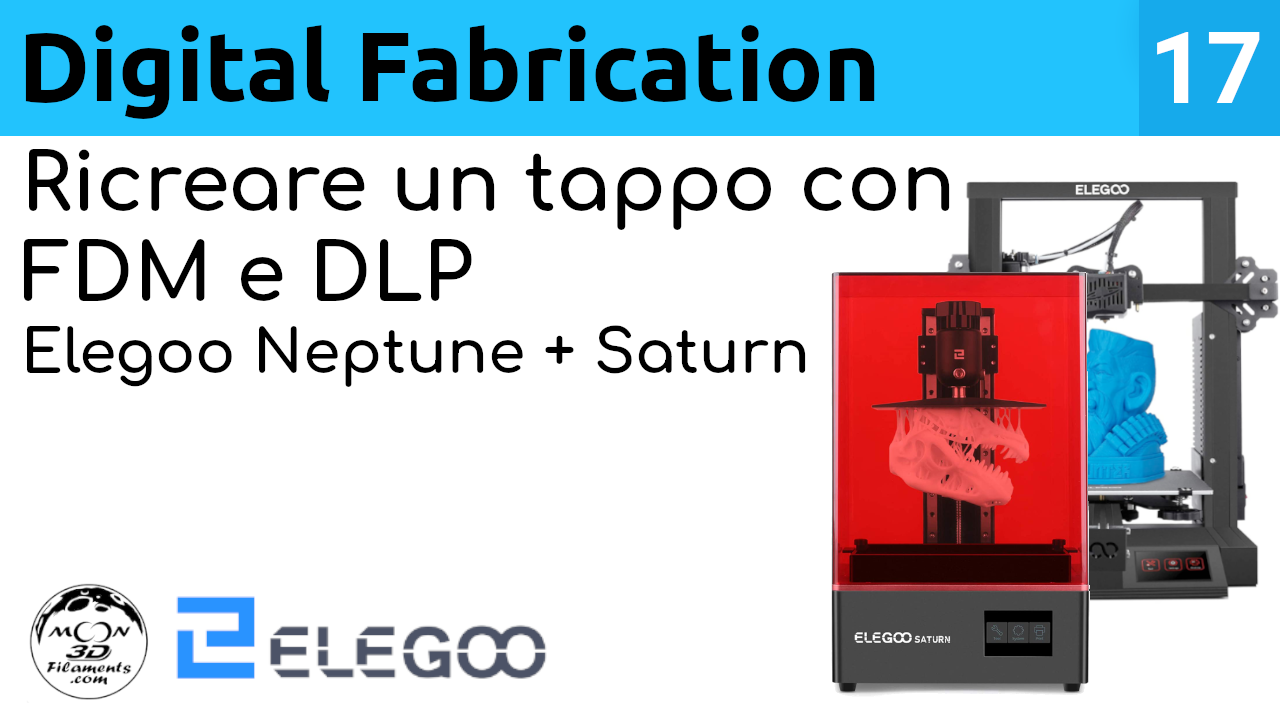 Digital Fabrication
17
Ricreare un tappo con
FDM e DLP
Elegoo Neptune + Saturn
ELEGOO
ELEGOO SATURN
MOON
3D
Filaments
.com
ELEGOO